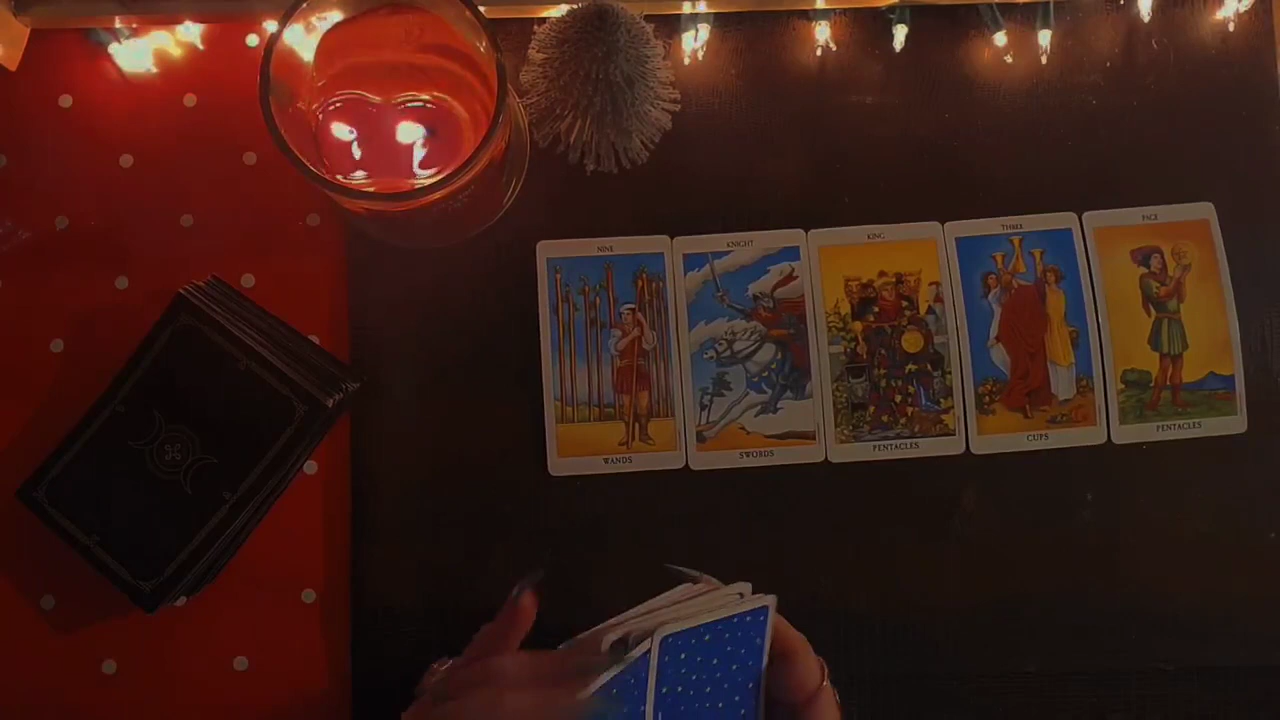 NINE
WANDS
KNIGHT
SWORDS
KING
PENTACLES
THREE
CUPS
PAGE
PENTACLES